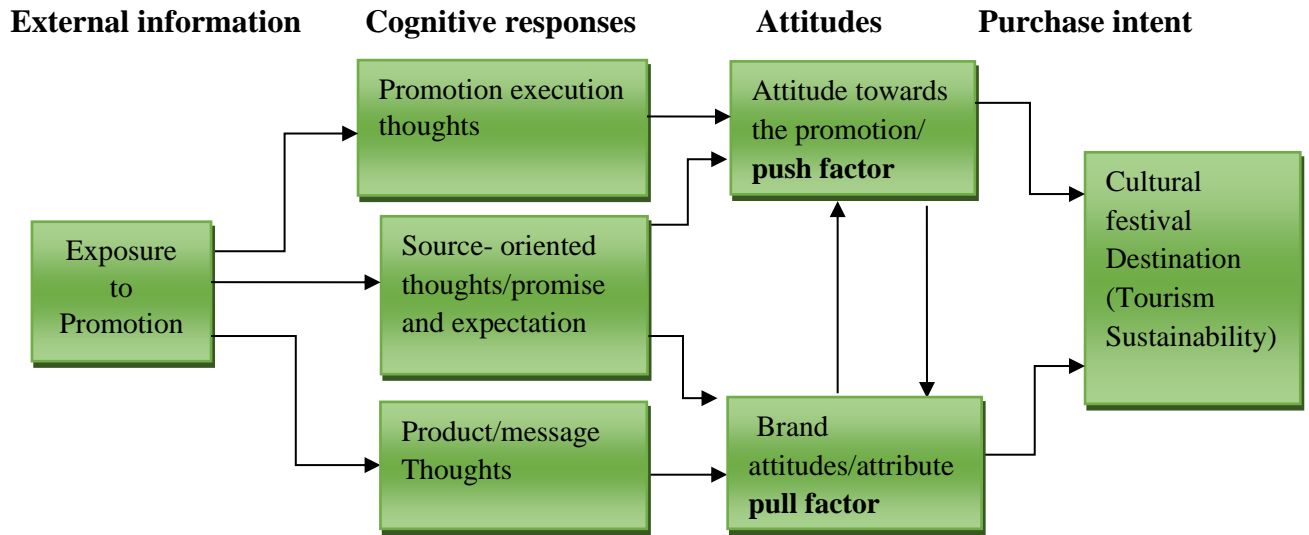 External information
Cognitive responses
Attitudes
Purchase intent
Exposure
to
Promotion
Promotion execution
thoughts
Source- oriented
thoughts/promise
and expectation
Product/message
Thoughts
Attitude towards
the promotion/
push factor
Brand
attitudes/attribute
pull factor
Cultural
festival
Destination
(Tourism
Sustainability)